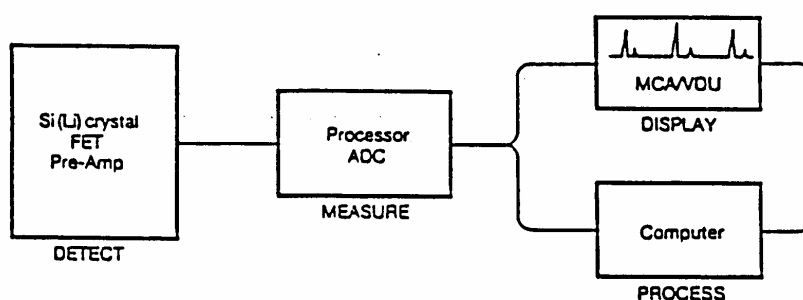 Si(Li) crystal
FET
Pre-Amp
DETECT
Processor
ADC
MEASURE
MCA/VDU
DISPLAY
Computer
PROCESS